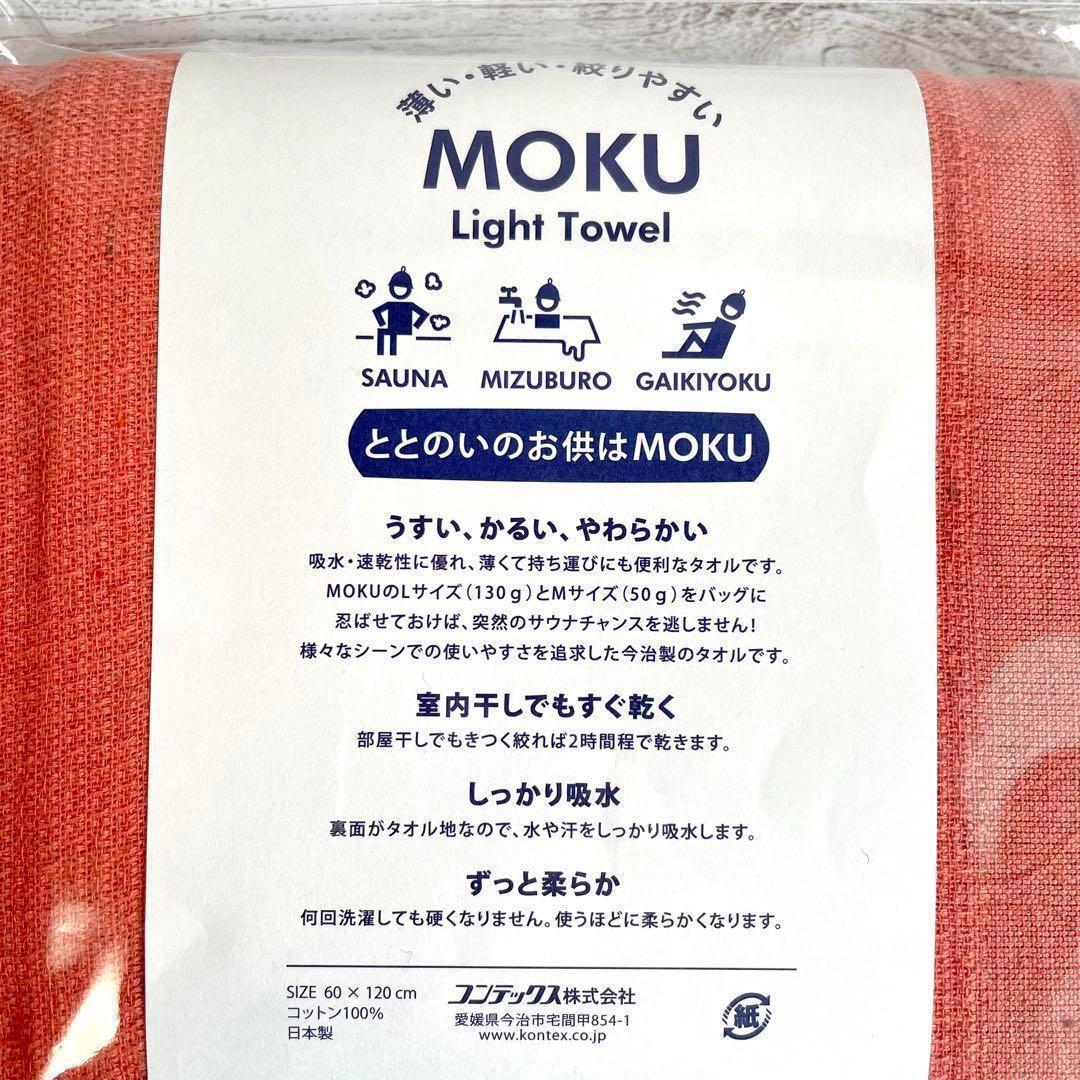 薄い・軽い・絞りやすい
MOKU
Light Towel
SAUNA MIZUBURO GAIKIYOKU
ととのいのお供はMOKU
うすい、かるい、やわらかい
吸水・速乾性に優れ、薄くて持ち運びにも便利なタオルです。
MOKUのLサイズ(130g)とMサイズ(50g)をバッグに
忍ばせておけば、突然のサウナチャンスを逃しません!
様々なシーンでの使いやすさを追求した今治製のタオルです。
室内干しでもすぐ乾く
部屋干しでもきつく絞れば2時間程で乾きます。
しっかり吸水
裏面がタオル地なので、水や汗をしっかり吸水します。
ずっと柔らか
何回洗濯しても硬くなりません。使うほどに柔らかくなります。
SIZE 60 × 120 cm
コットン100%
日本製
コンテックス株式会社
愛媛県今治市宅間甲854-1
www.kontex.co.jp
紙